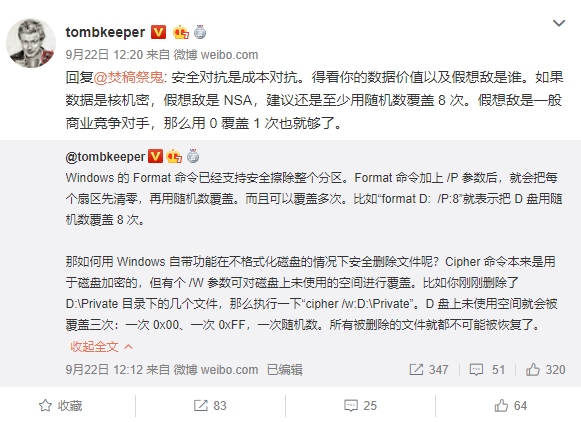 tombkeeper
9月22日 12:20 来自 微博 weibo.com
回复@焚稿祭鬼: 安全对抗是成本对抗。得看你的数据价值以及假想敌是谁。如果
数据是核机密，假想敌是 NSA，建议还是至少用随机数覆盖 8 次。假想敌是一般
商业竞争对手，那么用 0 覆盖 1 次也就够了。
@tombkeeper
Windows 的 Format 命令已经支持安全擦除整个分区。Format 命令加上 /P 参数后，就会把每
个扇区先清零，再用随机数覆盖。而且可以覆盖多次。比如“format D: /P:8”就表示把 D 盘用随
机数覆盖 8 次。
那如何用 Windows 自带功能在不格式化磁盘的情况下安全删除文件呢？Cipher 命令本来是用
于磁盘加密的，但有个 /W 参数可对磁盘上未使用的空间进行覆盖。比如你刚刚删除了
D:\Private 目录下的几个文件，那么执行一下“cipher /w:D:\Private”。D 盘上未使用空间就会被
覆盖三次：一次 0x00、一次 0xFF，一次随机数。所有被删除的文件就都不可能被恢复了。
收起全文
9月22日 12:12 来自 微博 weibo.com 已编辑 347 51 320
收藏 83 25 64